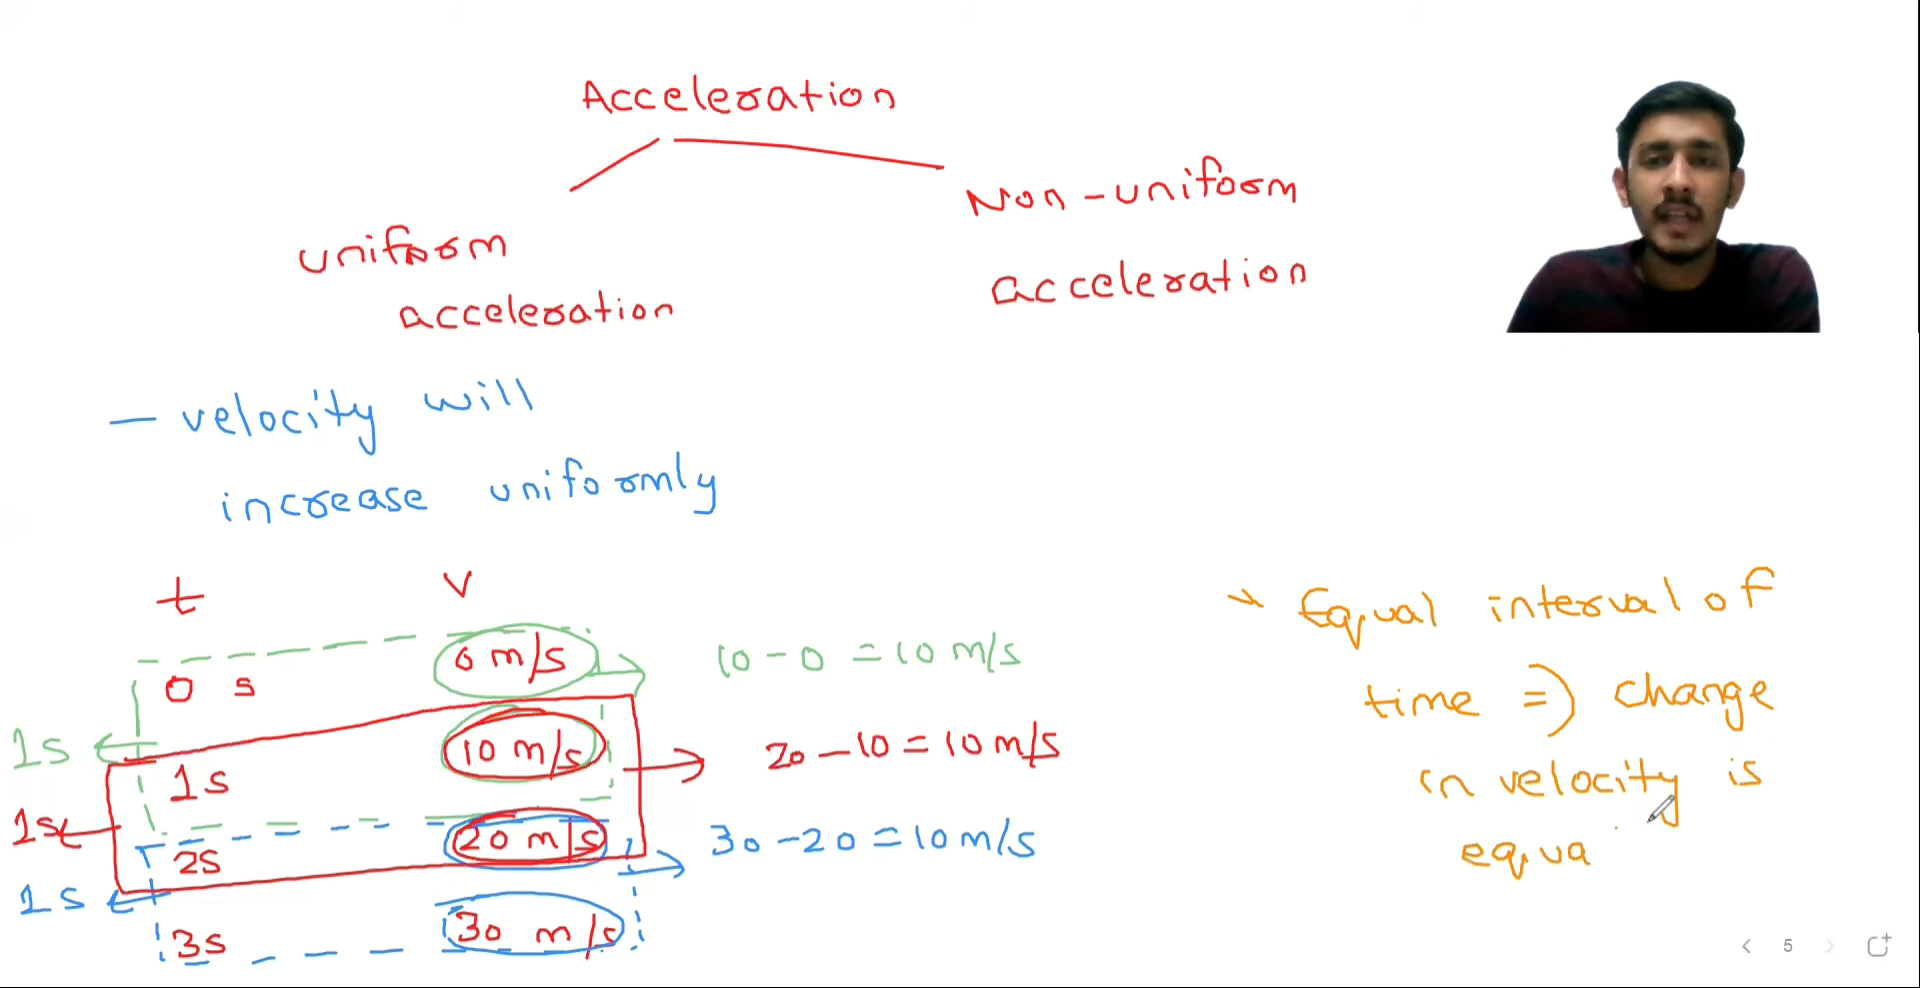 Acceleration
uniform
acceleration
Non-uniform
acceleration
- velocity will
increase uniformly
t v
0 s 0 m/s 10-0=10 m/s
1s
1s 10 m/s 20-10=10 m/s
1s
2s 20 m/s 30-20=10 m/s
1s
3s 30 m/s
→ Equal interval of
time => change
in velocity is
equa
5